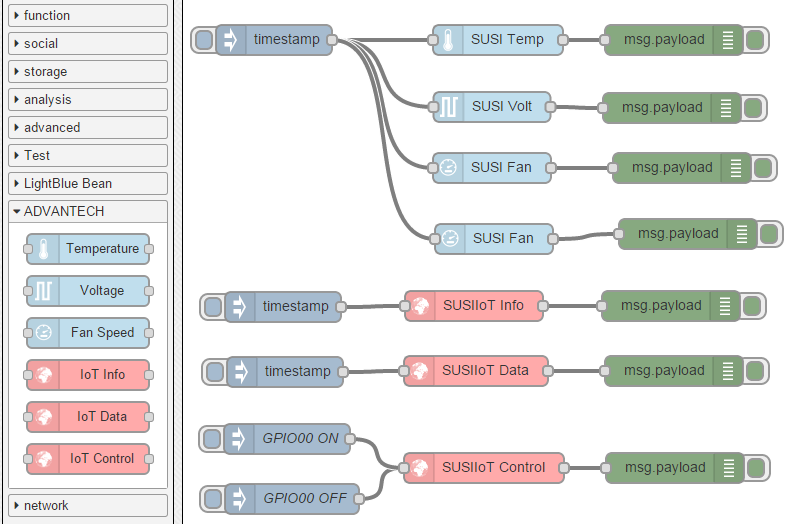 function
social
storage
analysis
advanced
Test
LightBlue Bean
ADVANTECH
Temperature
Voltage
Fan Speed
IoT Info
IoT Data
IoT Control
network
timestamp SUSI Temp msg.payload
SUSI Volt msg.payload
SUSI Fan msg.payload
SUSI Fan msg.payload
timestamp SUSIIoT Info msg.payload
timestamp SUSIIoT Data msg.payload
GPIO00 ON
SUSIIoT Control msg.payload
GPIO00 OFF